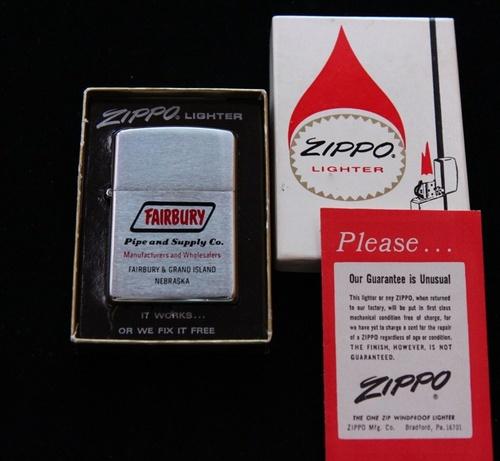 ZIPPO LIGHTER
FAIRBURY
Pipe and Supply Co.
Manufacturers and Wholesalers
FAIRBURY & GRAND ISLAND
NEBRASKA
IT WORKS...
OR WE FIX IT FREE
ZIPPO
LIGHTER
Please...
Our Guarantee is Unusual
This lighter or any ZIPPO, when returned
to our factory, will be put in first class
mechanical condition free of charge, for
we have yet to charge a cent for the repair
of a ZIPPO regardless of age or condition.
THE FINISH, HOWEVER, IS NOT
GUARANTEED.
ZIPPO®
THE ONE ZIP WINDPROOF LIGHTER
ZIPPO Mfg. Co. Bradford, Pa. 16701